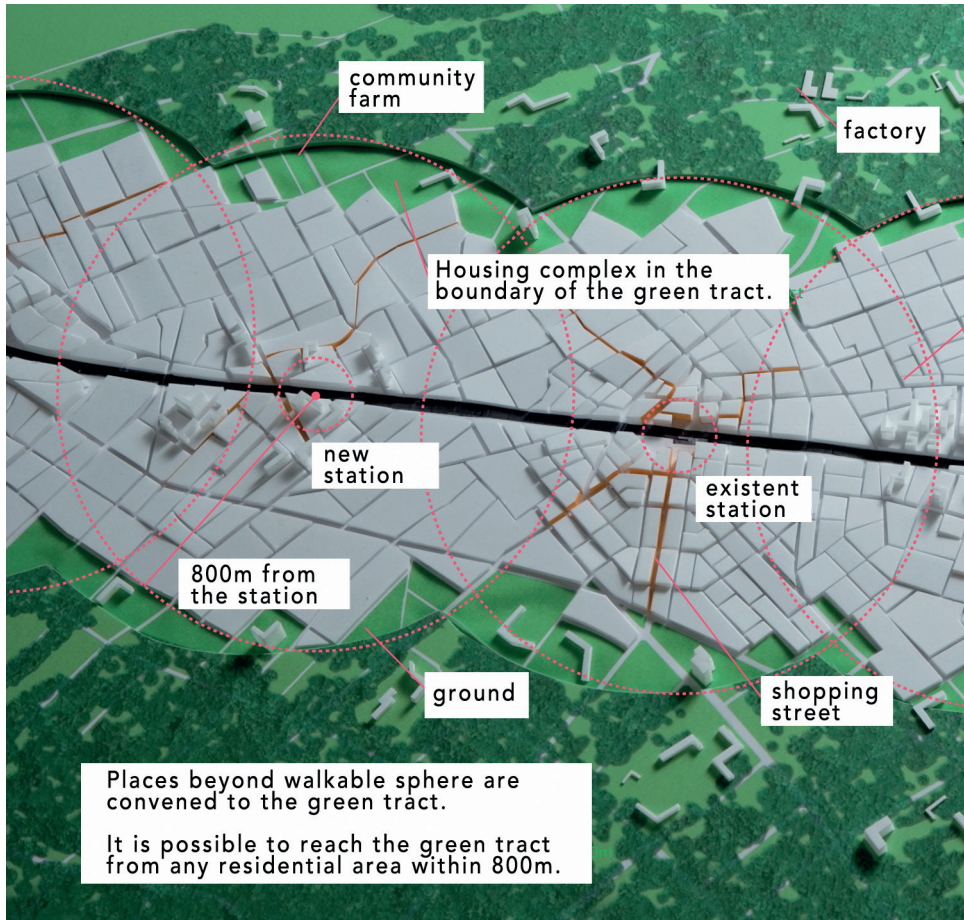 community
farm
factory
Housing complex in the
boundary of the green tract.
new
station
existent
station
800m from
the station
ground
shopping
street
Places beyond walkable sphere are
convened to the green tract.
It is possible to reach the green tract
from any residential area within 800m.